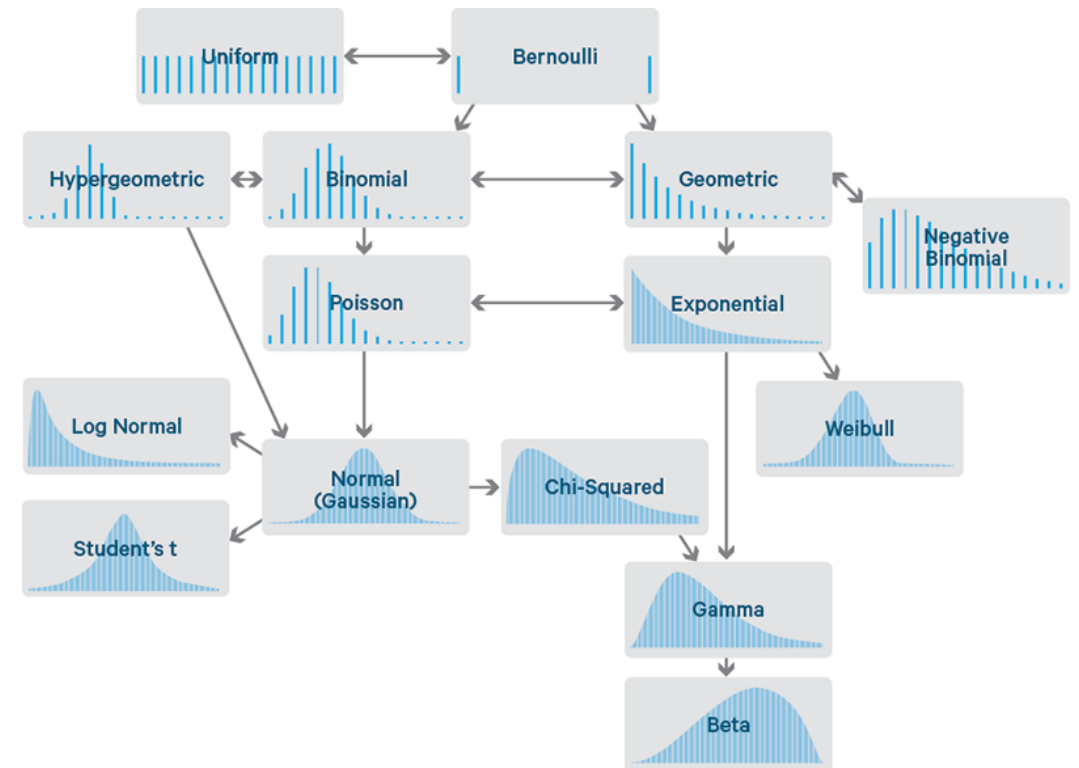 Uniform
Bernoulli
Hypergeometric
Binomial
Geometric
Negative
Binomial
Poisson
Exponential
Log Normal
Weibull
Normal
(Gaussian)
Chi-Squared
Student’s t
Gamma
Beta